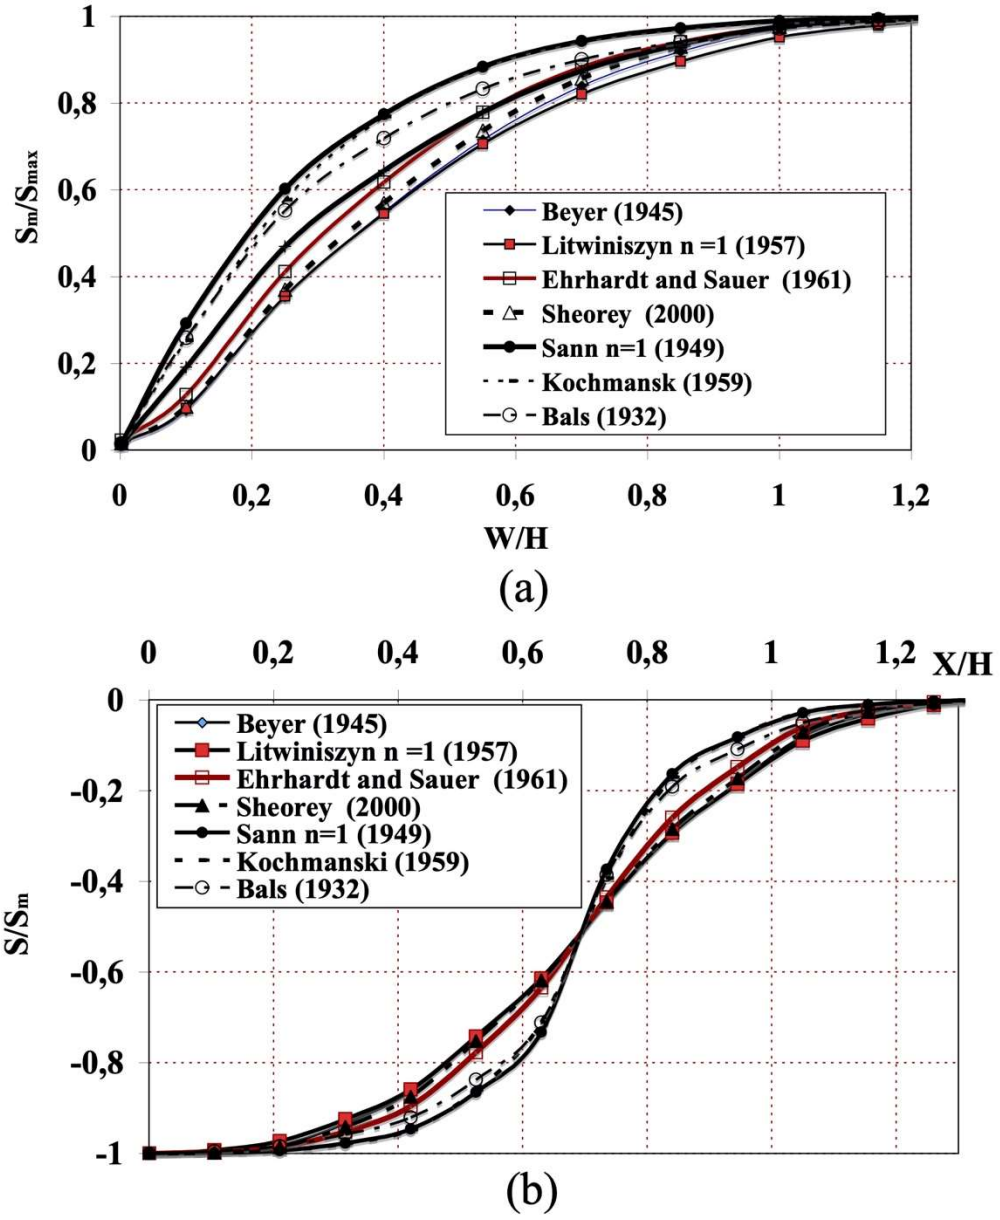 1
0,8
0,6
0,4
0,2
0
Sm/Smax
Beyer (1945)
Litwiniszyn n =1 (1957)
Ehrhardt and Sauer (1961)
Sheorey (2000)
Sann n=1 (1949)
Kochmansk (1959)
Bals (1932)
0 0,2 0,4 0,6 0,8 1 1,2
W/H
(a)
0 0,2 0,4 0,6 0,8 1 1,2 X/H
0
-0,2
-0,4
-0,6
-0,8
-1
S/Sm
Beyer (1945)
Litwiniszyn n =1 (1957)
Ehrhardt and Sauer (1961)
Sheorey (2000)
Sann n=1 (1949)
Kochmanski (1959)
Bals (1932)
(b)